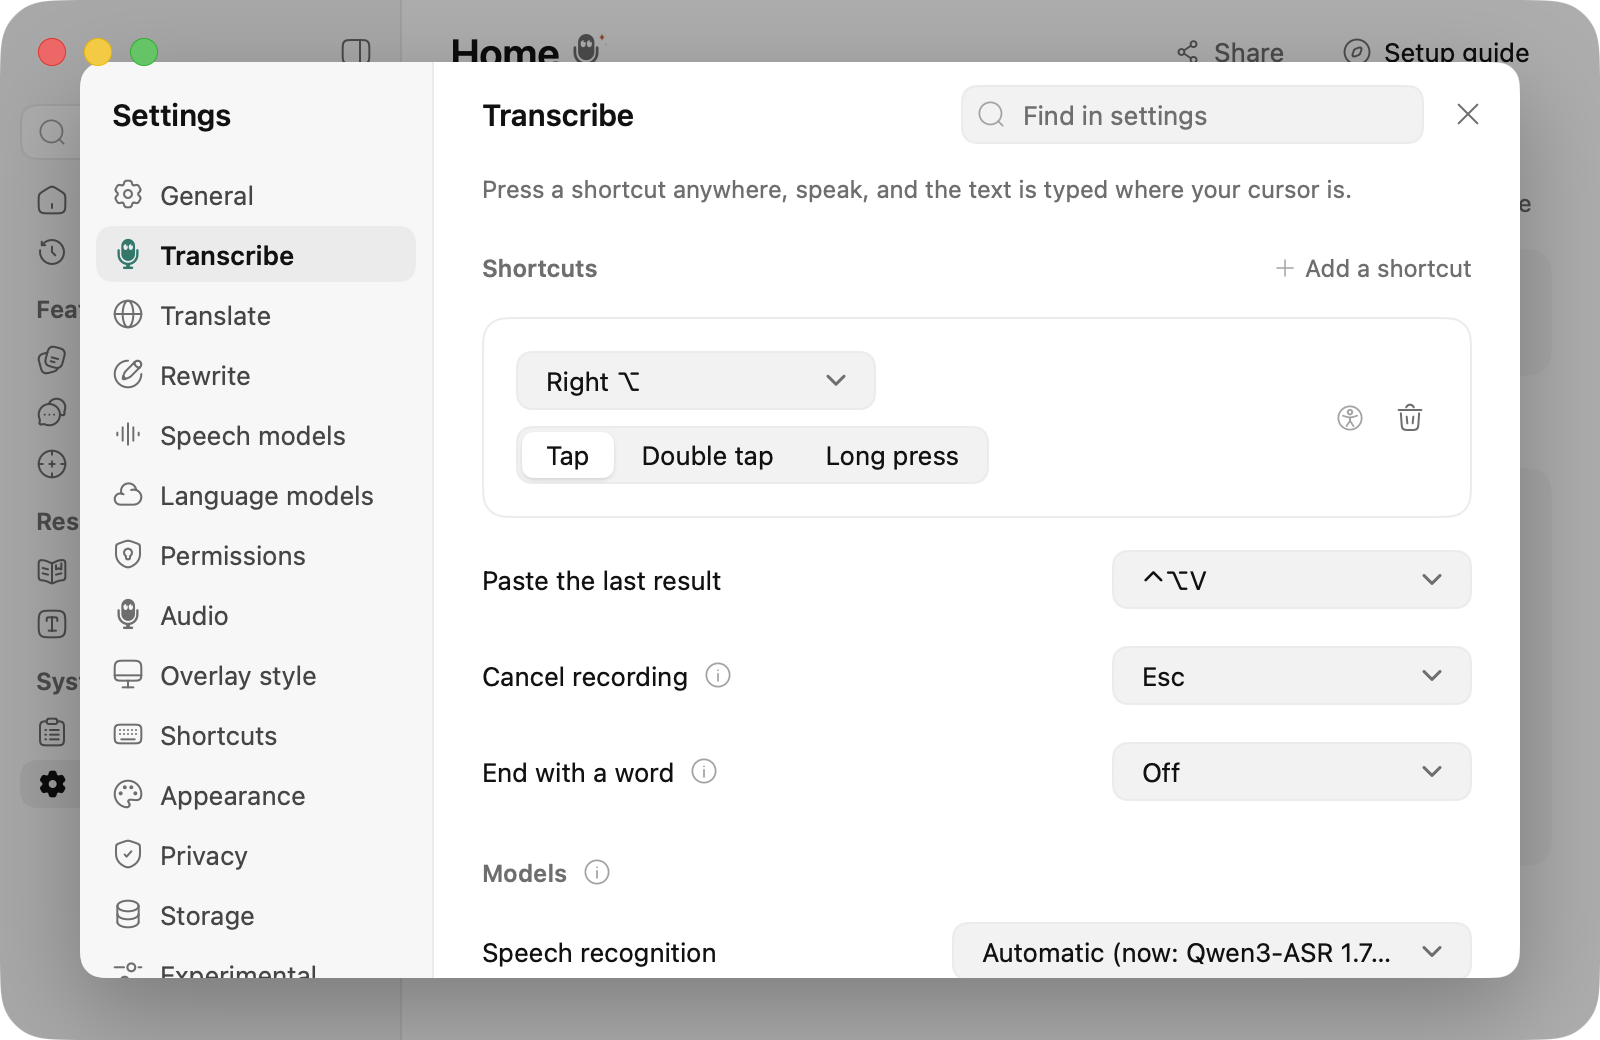 Home
Share
Setup guide
Settings
General
Transcribe
Translate
Rewrite
Speech models
Language models
Permissions
Audio
Overlay style
Shortcuts
Appearance
Privacy
Storage
Experimental
Transcribe
Find in settings
Press a shortcut anywhere, speak, and the text is typed where your cursor is.
Shortcuts
+ Add a shortcut
Right ⌥
Tap Double tap Long press
Paste the last result
^⌥V
Cancel recording
Esc
End with a word
Off
Models
Speech recognition
Automatic (now: Qwen3-ASR 1.7...